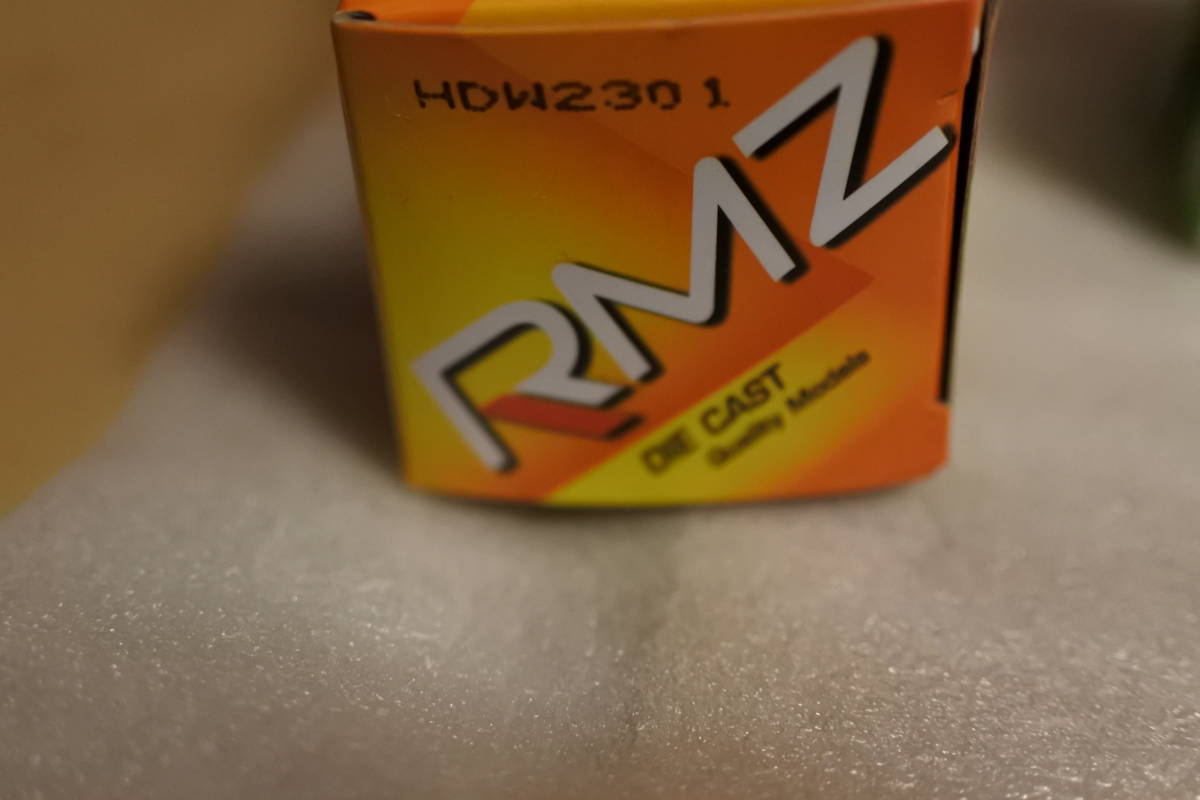 HDW230 1
RMZ
DIE CAST
Quality Models